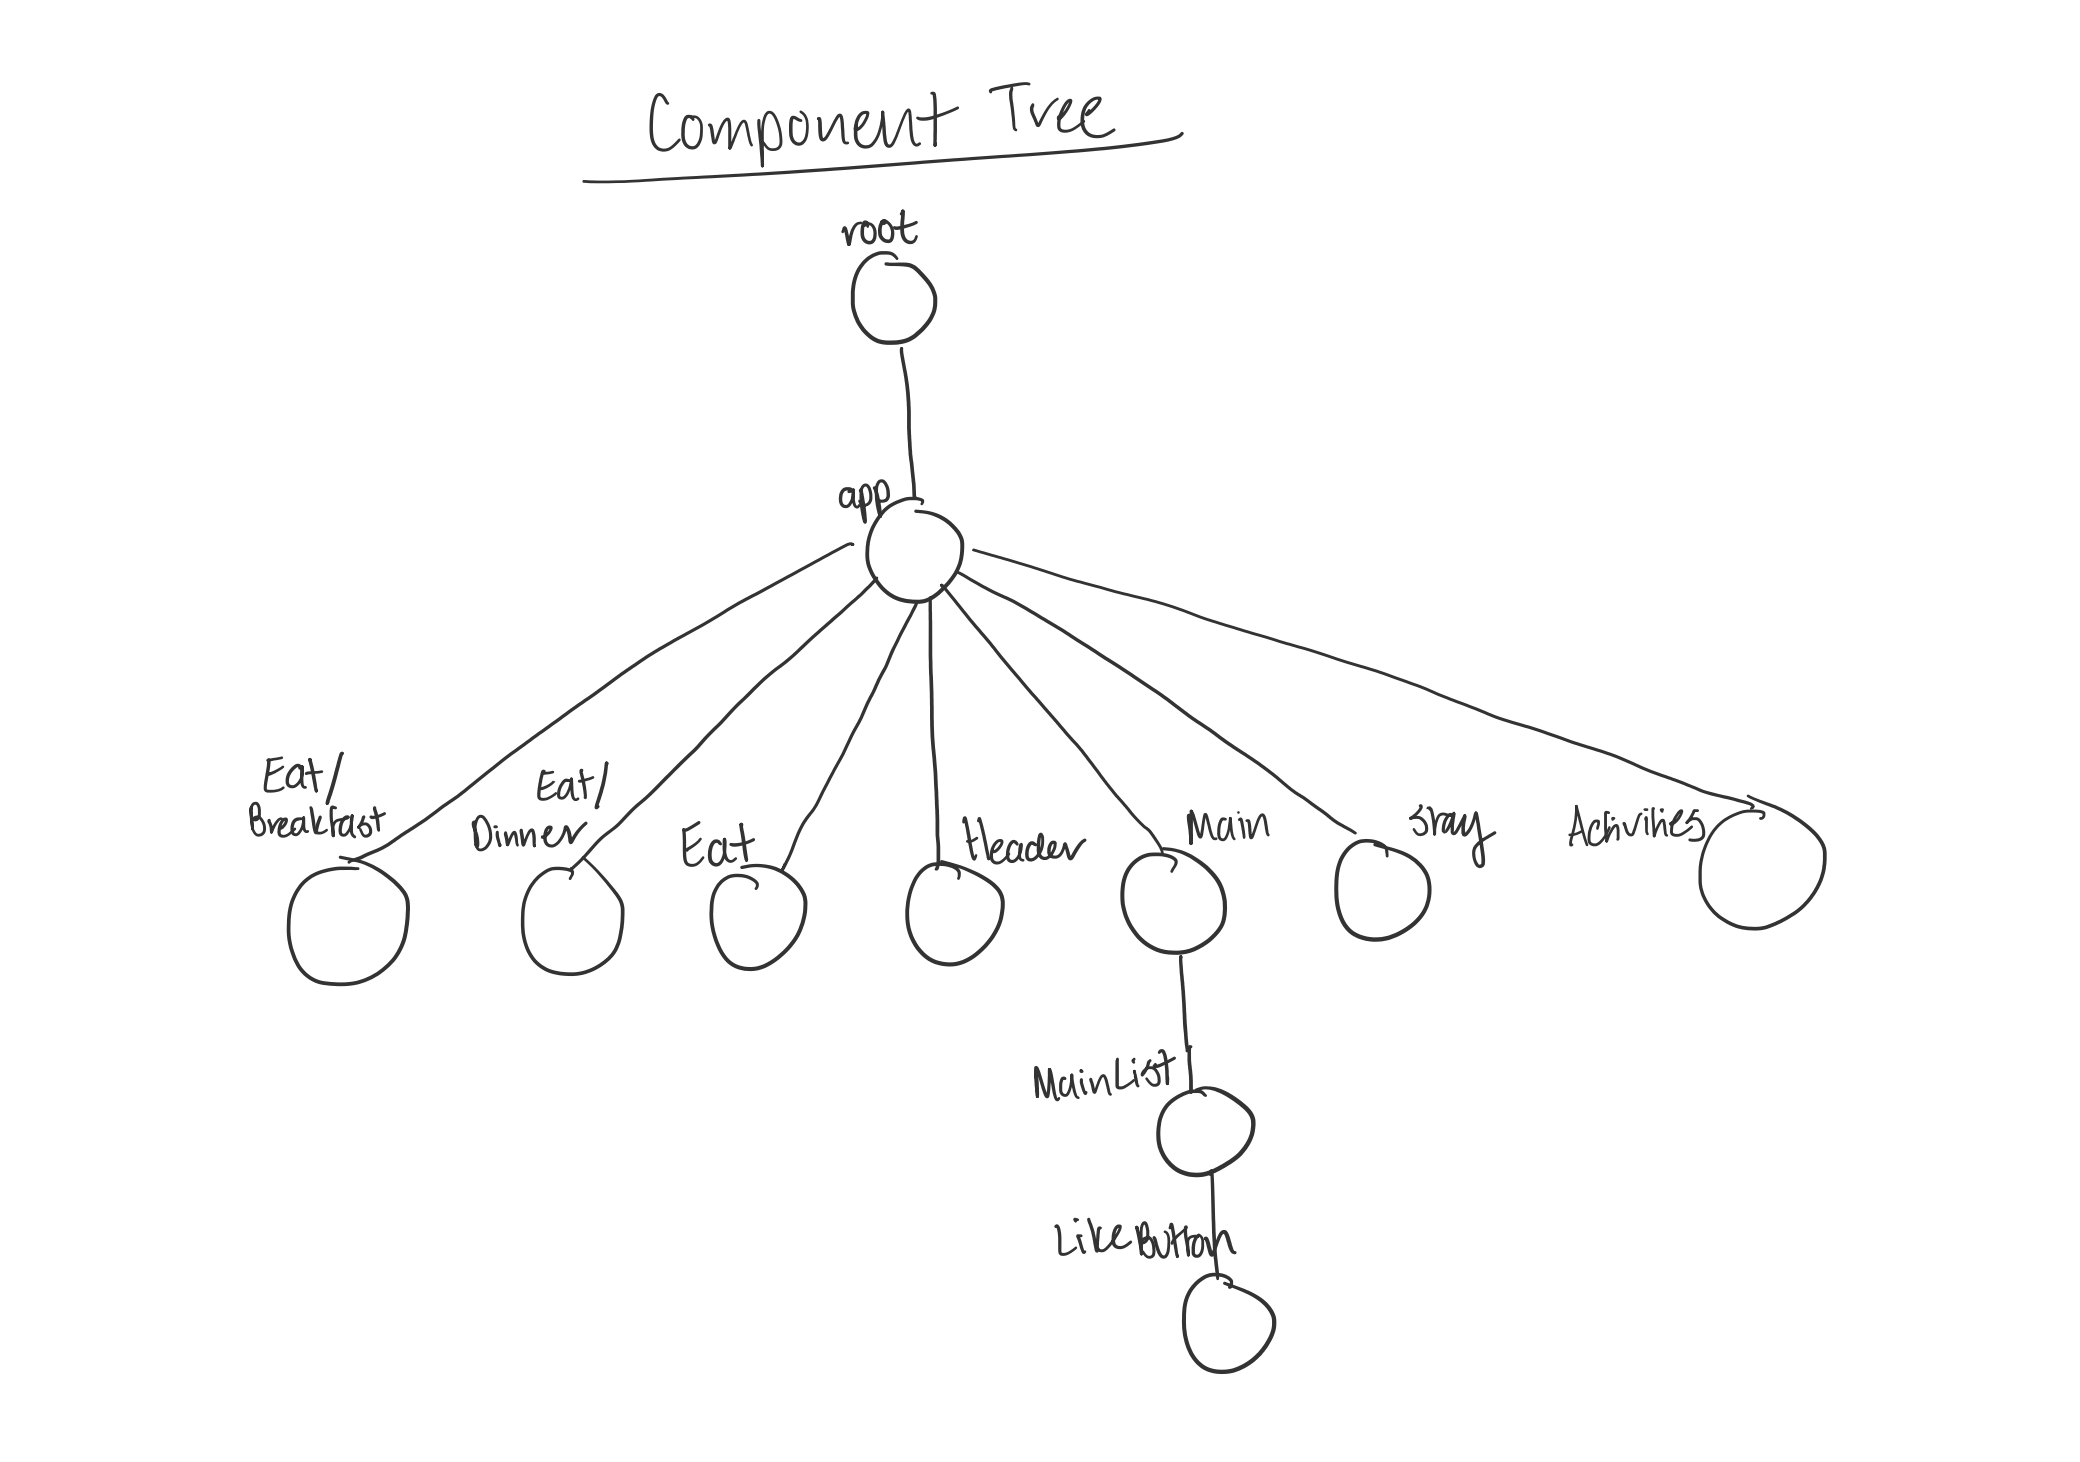 Component Tree
root
app
Eat/
Breakfast
Eat/
Dinner
Eat
Header
Main
stay
Activities
MainList
LikeButton